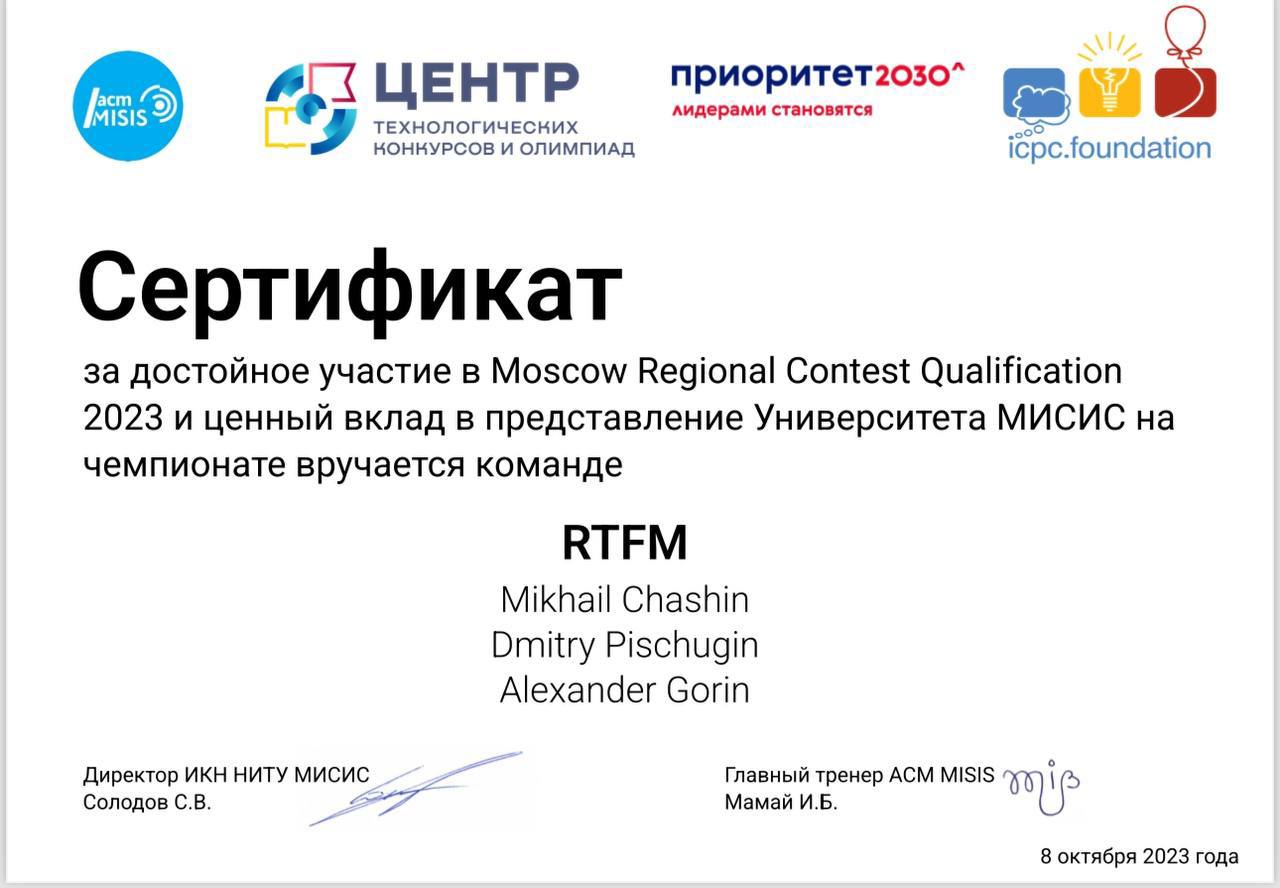 acm
MISIS
ЦЕНТР
ТЕХНОЛОГИЧЕСКИХ
КОНКУРСОВ И ОЛИМПИАД
приоритет2030^
лидерами становятся
icpc.foundation
Сертификат
за достойное участие в Moscow Regional Contest Qualification
2023 и ценный вклад в представление Университета МИСИС на
чемпионате вручается команде
RTFM
Mikhail Chashin
Dmitry Pischugin
Alexander Gorin
Директор ИКН НИТУ МИСИС
Солодов С.В.
Главный тренер ACM MISIS
Мамай И.Б.
8 октября 2023 года